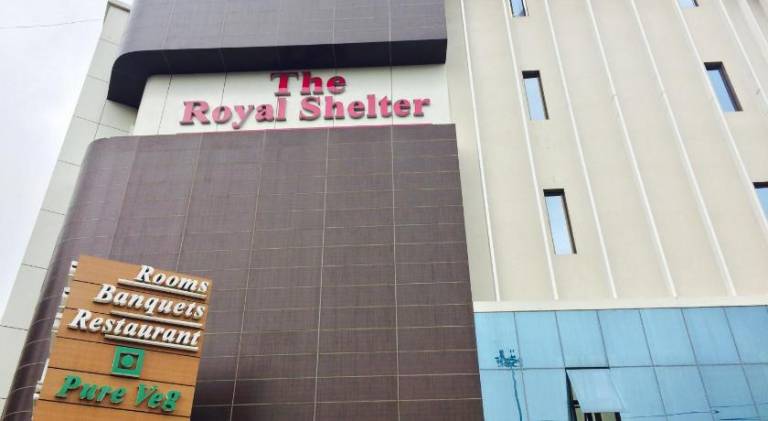 The
Royal Shelter
Rooms
Banquets
Restaurant
Pure Veg